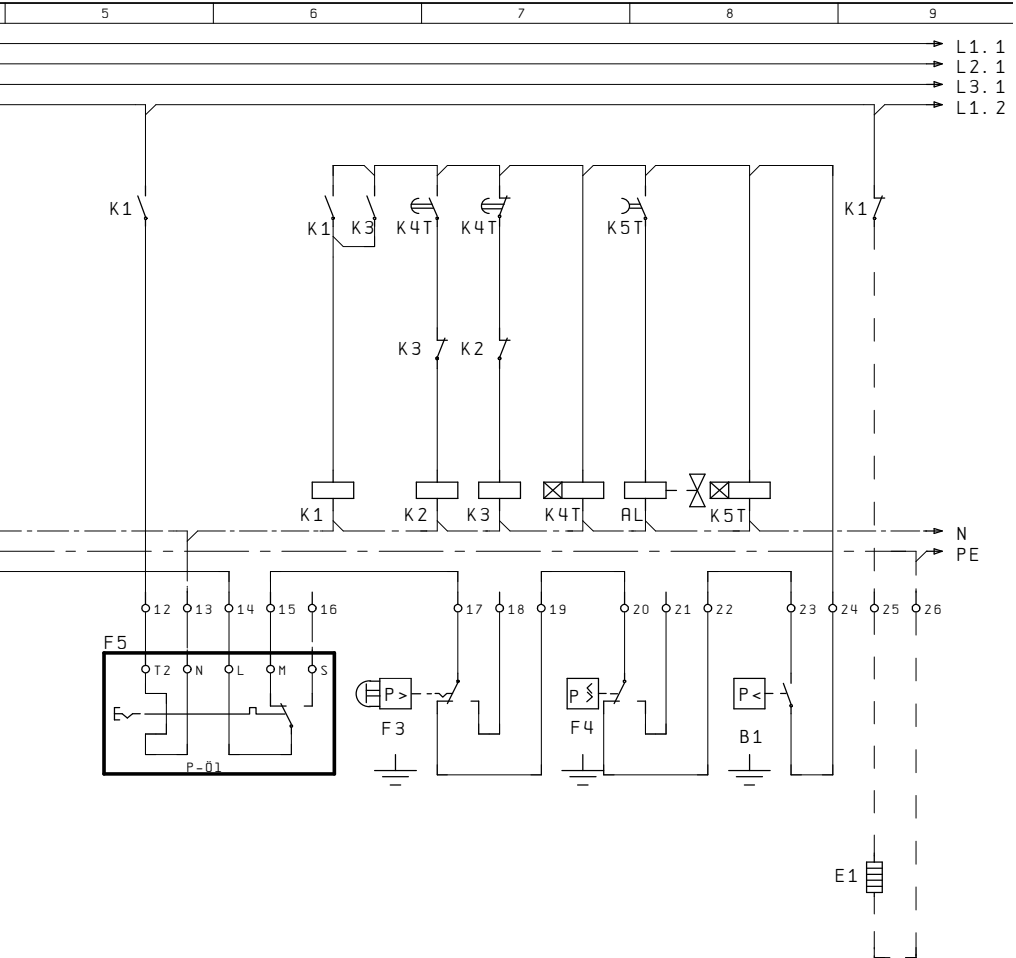 5 6 7 8 9
L1.1
L2.1
L3.1
L1.2
K1 K1 K3 K4T K4T K5T K1
K3 K2
K1 K2 K3 K4T AL K5T
N
PE
12 13 14 15 16 17 18 19 20 21 22 23 24 25 26
F5
T2 N L M S
P> P P<
F3 F4 B1
P-Öl
E1